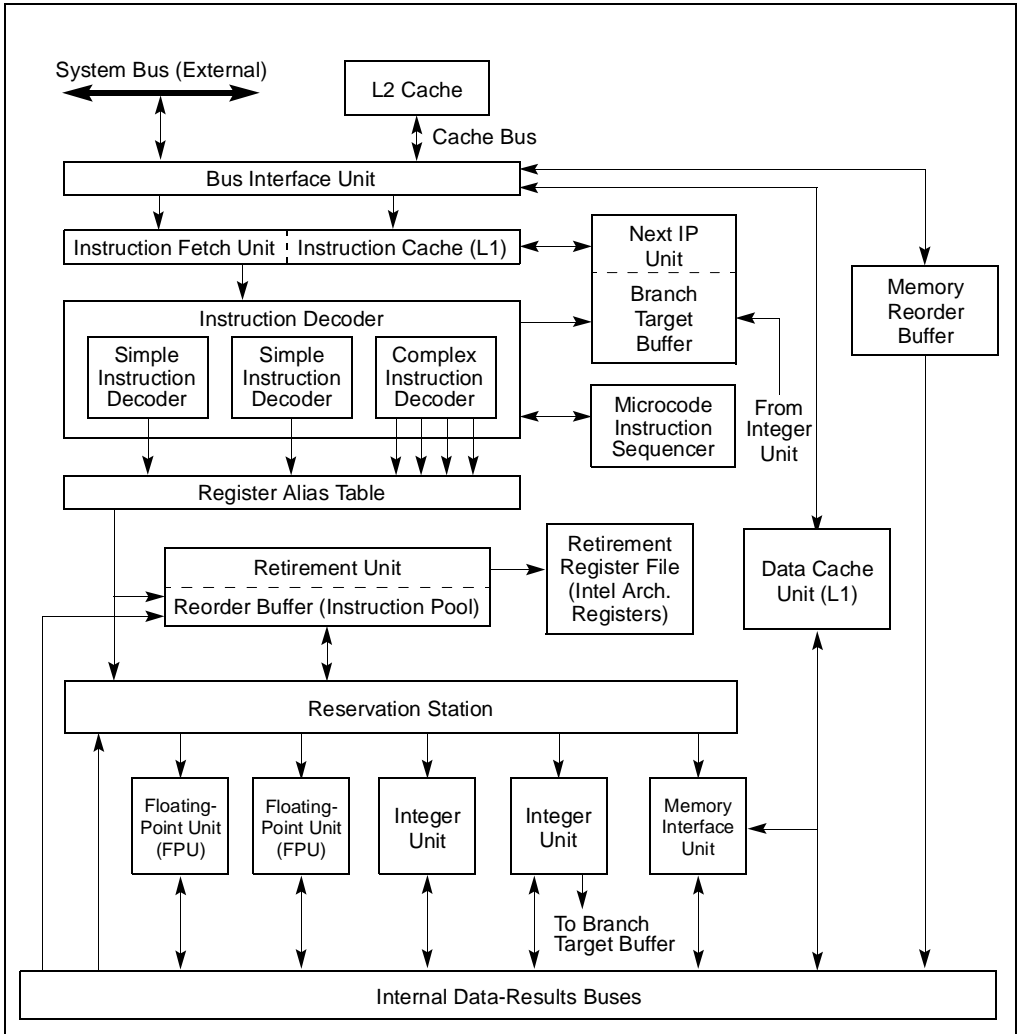 System Bus (External)
L2 Cache
Cache Bus
Bus Interface Unit
Instruction Fetch Unit
Instruction Cache (L1)
Next IP
Unit
Branch
Target
Buffer
Memory
Reorder
Buffer
Instruction Decoder
Simple
Instruction
Decoder
Simple
Instruction
Decoder
Complex
Instruction
Decoder
Microcode
Instruction
Sequencer
From
Integer
Unit
Register Alias Table
Retirement Unit
Reorder Buffer (Instruction Pool)
Retirement
Register File
(Intel Arch.
Registers)
Data Cache
Unit (L1)
Reservation Station
Floating-
Point Unit
(FPU)
Floating-
Point Unit
(FPU)
Integer
Unit
Integer
Unit
Memory
Interface
Unit
To Branch
Target Buffer
Internal Data-Results Buses